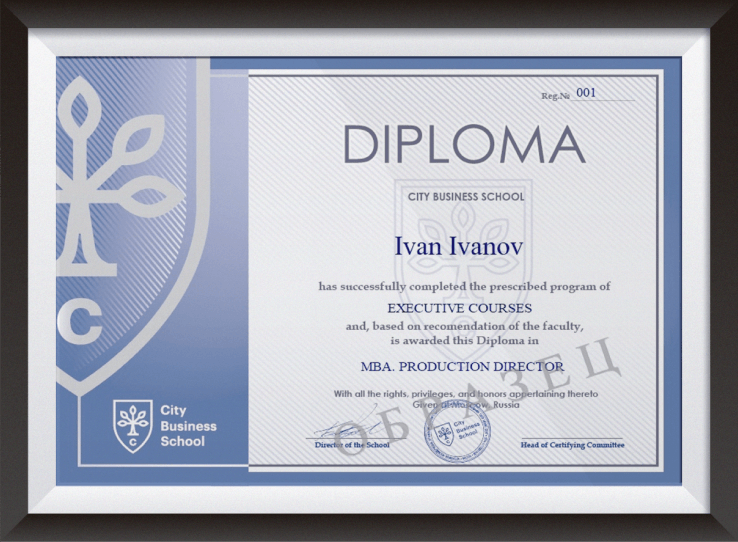 Reg.№ 001
DIPLOMA
CITY BUSINESS SCHOOL
Ivan Ivanov
has successfully completed the prescribed program of
EXECUTIVE COURSES
and, based on recomendation of the faculty,
is awarded this Diploma in
MBA. PRODUCTION DIRECTOR
With all the rights, privileges, and honors appertaining thereto
Given at Moscow, Russia
ОБРАЗЕЦ
Director of the School
City
Business
School
Head of Certifying Committee
C
C
City
Business
School